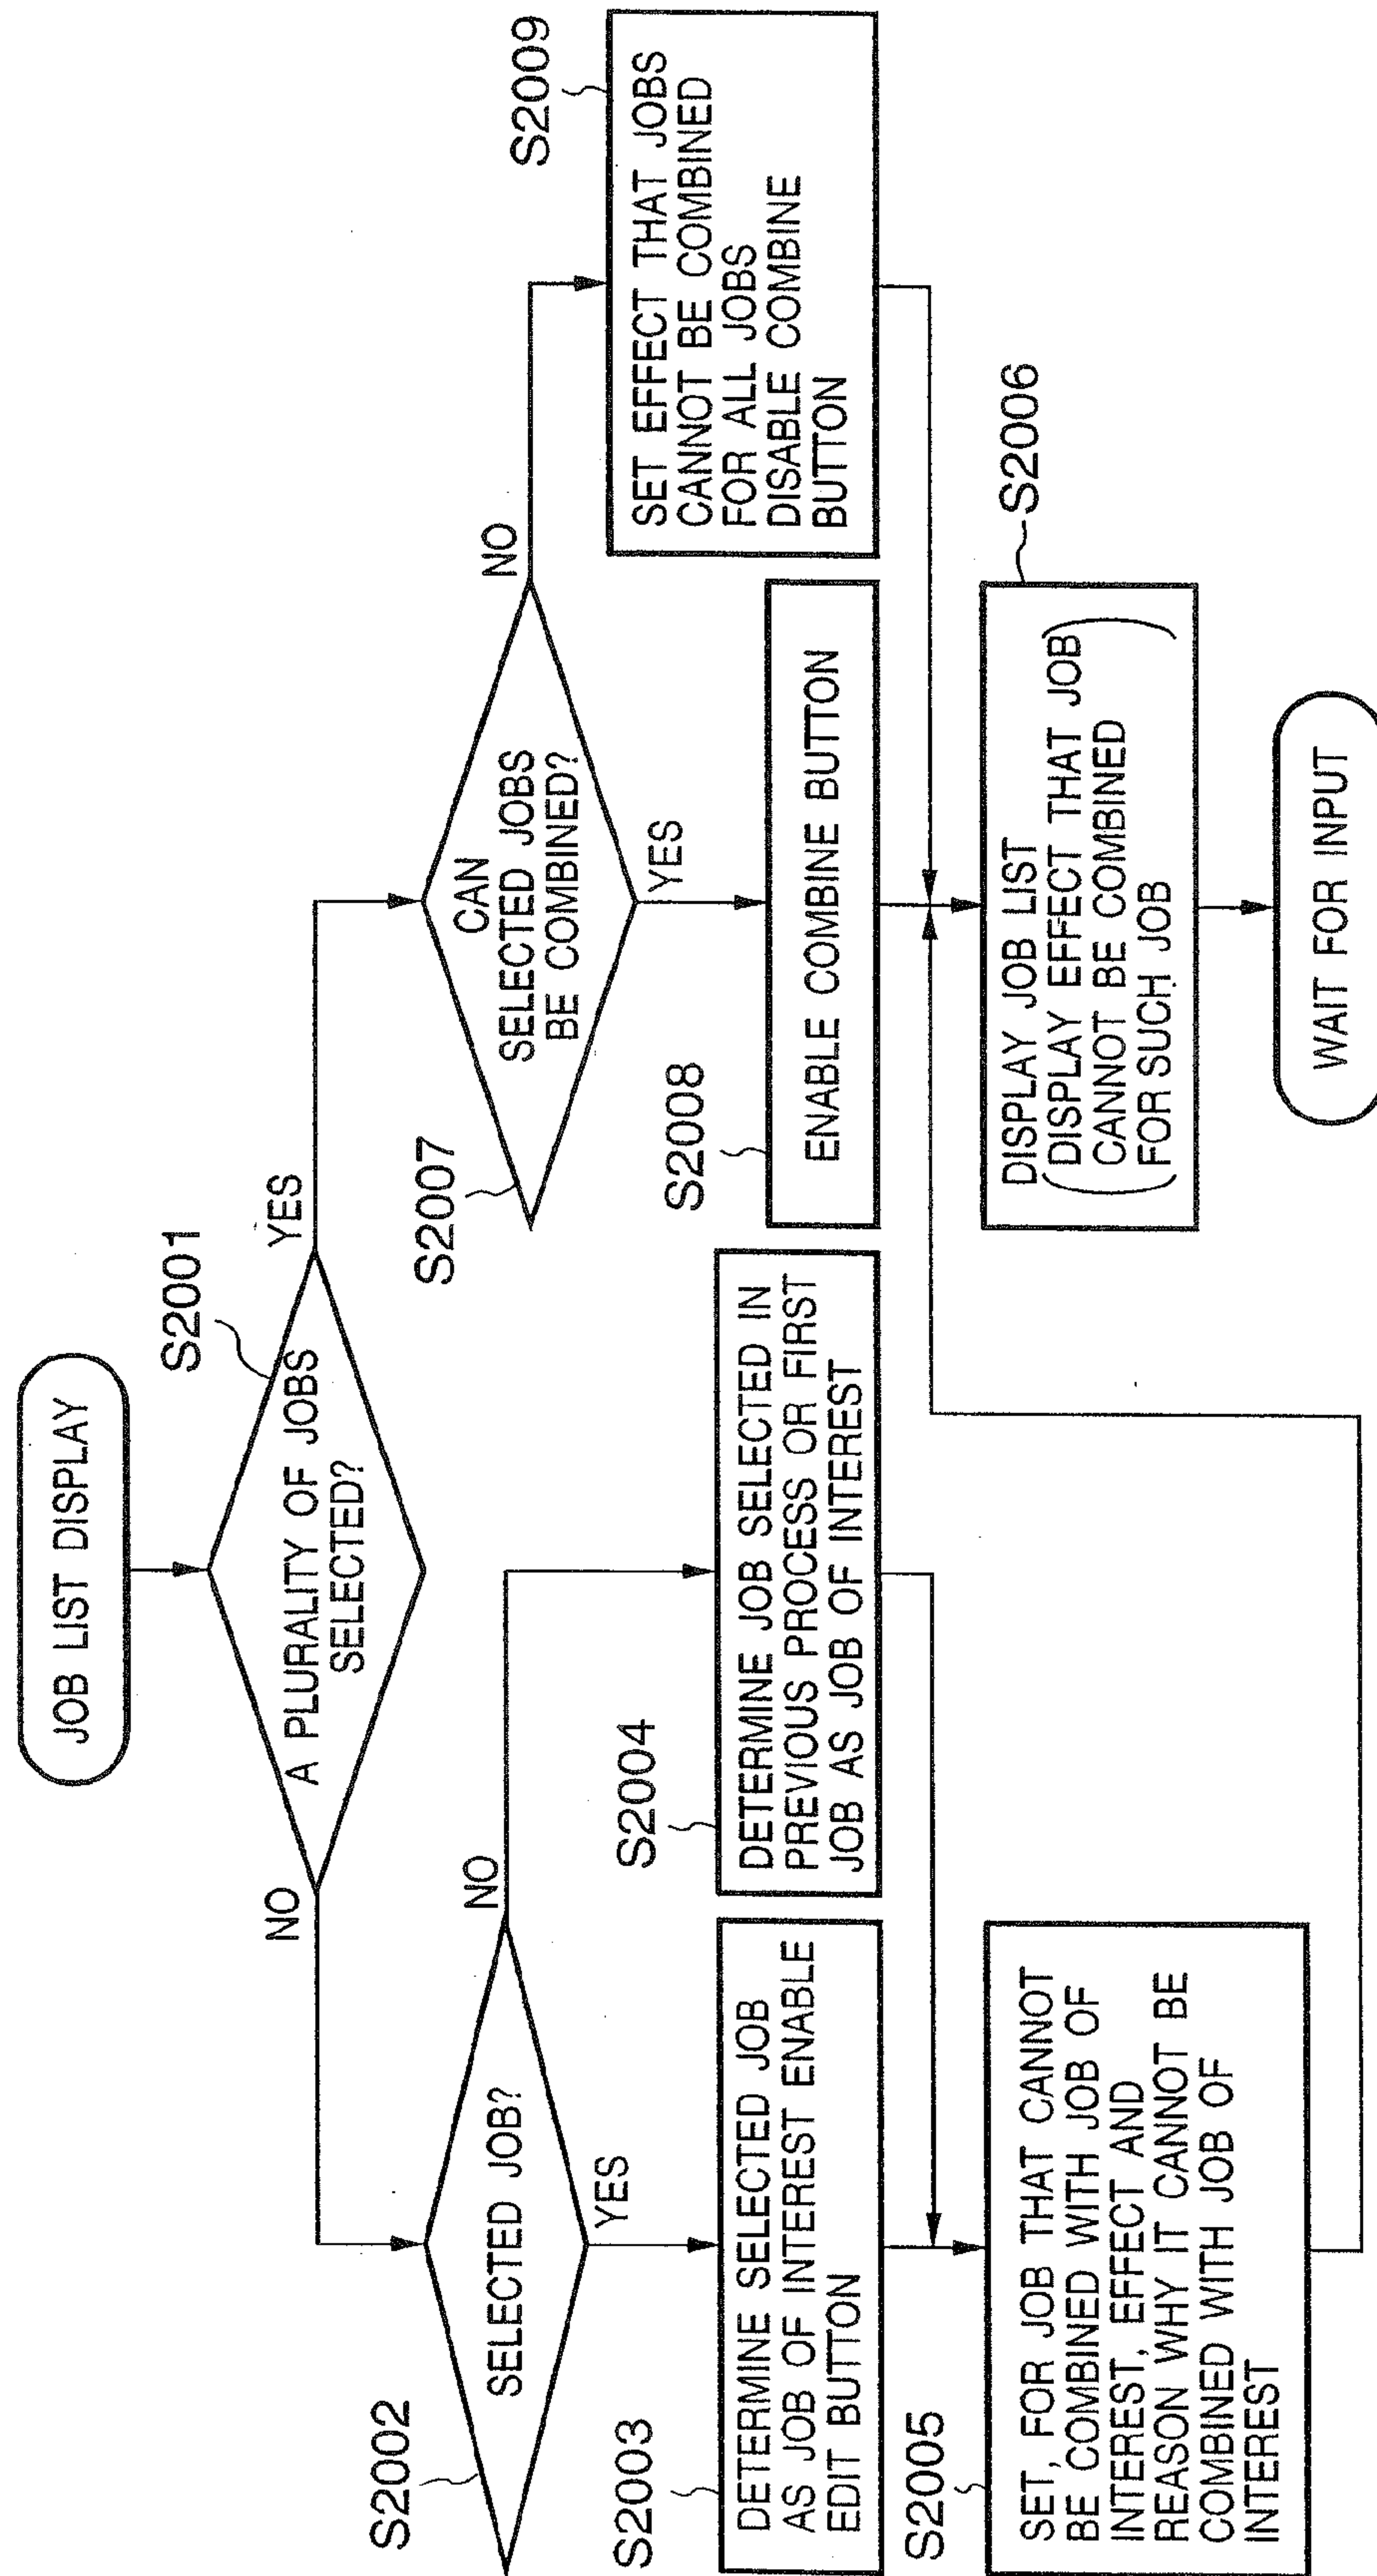 JOB LIST DISPLAY
S2001
A PLURALITY OF JOBS
SELECTED?
NO
YES
S2002
SELECTED JOB?
NO
YES
S2003
DETERMINE SELECTED JOB
AS JOB OF INTEREST ENABLE
EDIT BUTTON
S2004
DETERMINE JOB SELECTED IN
PREVIOUS PROCESS OR FIRST
JOB AS JOB OF INTEREST
S2005
SET, FOR JOB THAT CANNOT
BE COMBINED WITH JOB OF
INTEREST, EFFECT AND
REASON WHY IT CANNOT BE
COMBINED WITH JOB OF
INTEREST
S2007
CAN
SELECTED JOBS
BE COMBINED?
NO
YES
S2008
ENABLE COMBINE BUTTON
S2009
SET EFFECT THAT JOBS
CANNOT BE COMBINED
FOR ALL JOBS
DISABLE COMBINE
BUTTON
S2006
DISPLAY JOB LIST
(DISPLAY EFFECT THAT JOB
CANNOT BE COMBINED
FOR SUCH JOB)
WAIT FOR INPUT